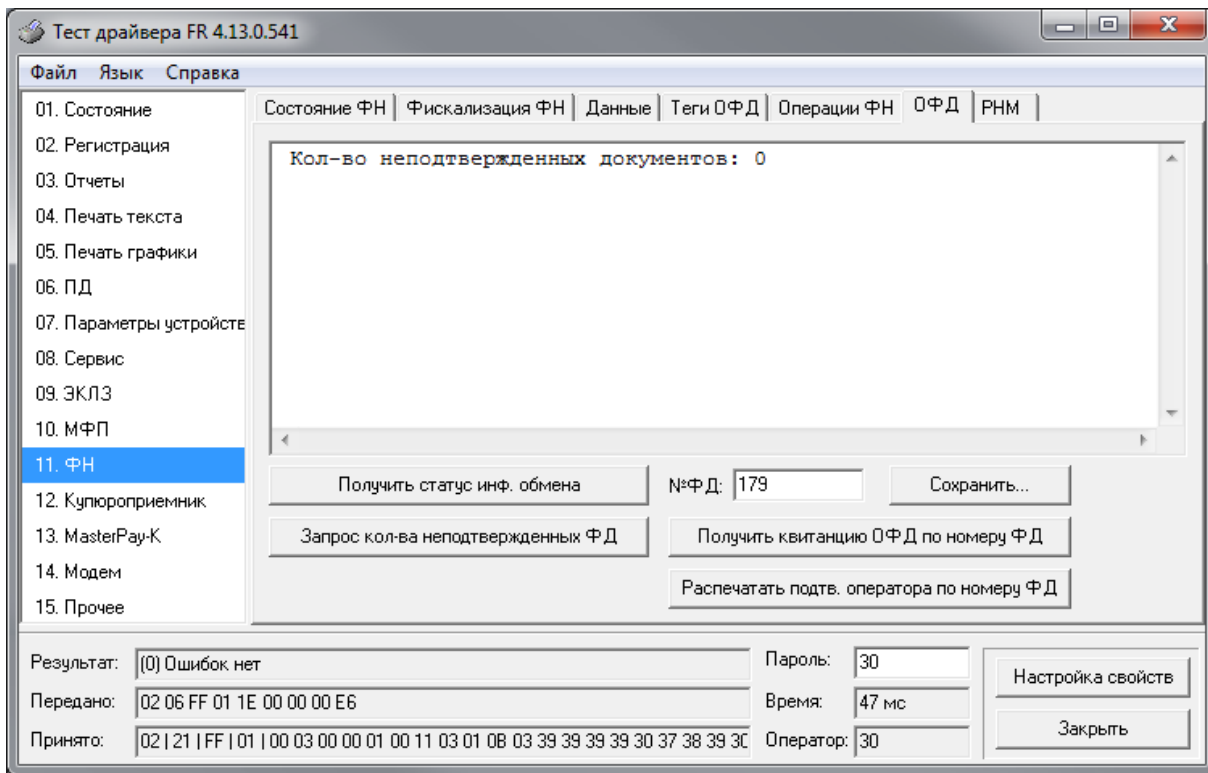 Тест драйвера FR 4.13.0.541
Файл Язык Справка
01. Состояние
02. Регистрация
03. Отчеты
04. Печать текста
05. Печать графики
06. ПД
07. Параметры устройств
08. Сервис
09. ЭКЛЗ
10. МФП
11. ФН
12. Купюроприемник
13. MasterPay-K
14. Модем
15. Прочее
Состояние ФН Фискализация ФН Данные Теги ОФД Операции ФН ОФД РНМ
Кол-во неподтвержденных документов: 0
Получить статус инф. обмена №ФД: 179 Сохранить...
Запрос кол-ва неподтвержденных ФД Получить квитанцию ОФД по номеру ФД
Распечатать подтв. оператора по номеру ФД
Результат: (0) Ошибок нет Пароль: 30
Передано: 02 06 FF 01 1E 00 00 00 E6 Время: 47 мс
Принято: 02 | 21 | FF | 01 | 00 03 00 00 01 00 11 03 01 0B 03 39 39 39 39 30 37 38 39 30 Оператор: 30
Настройка свойств
Закрыть